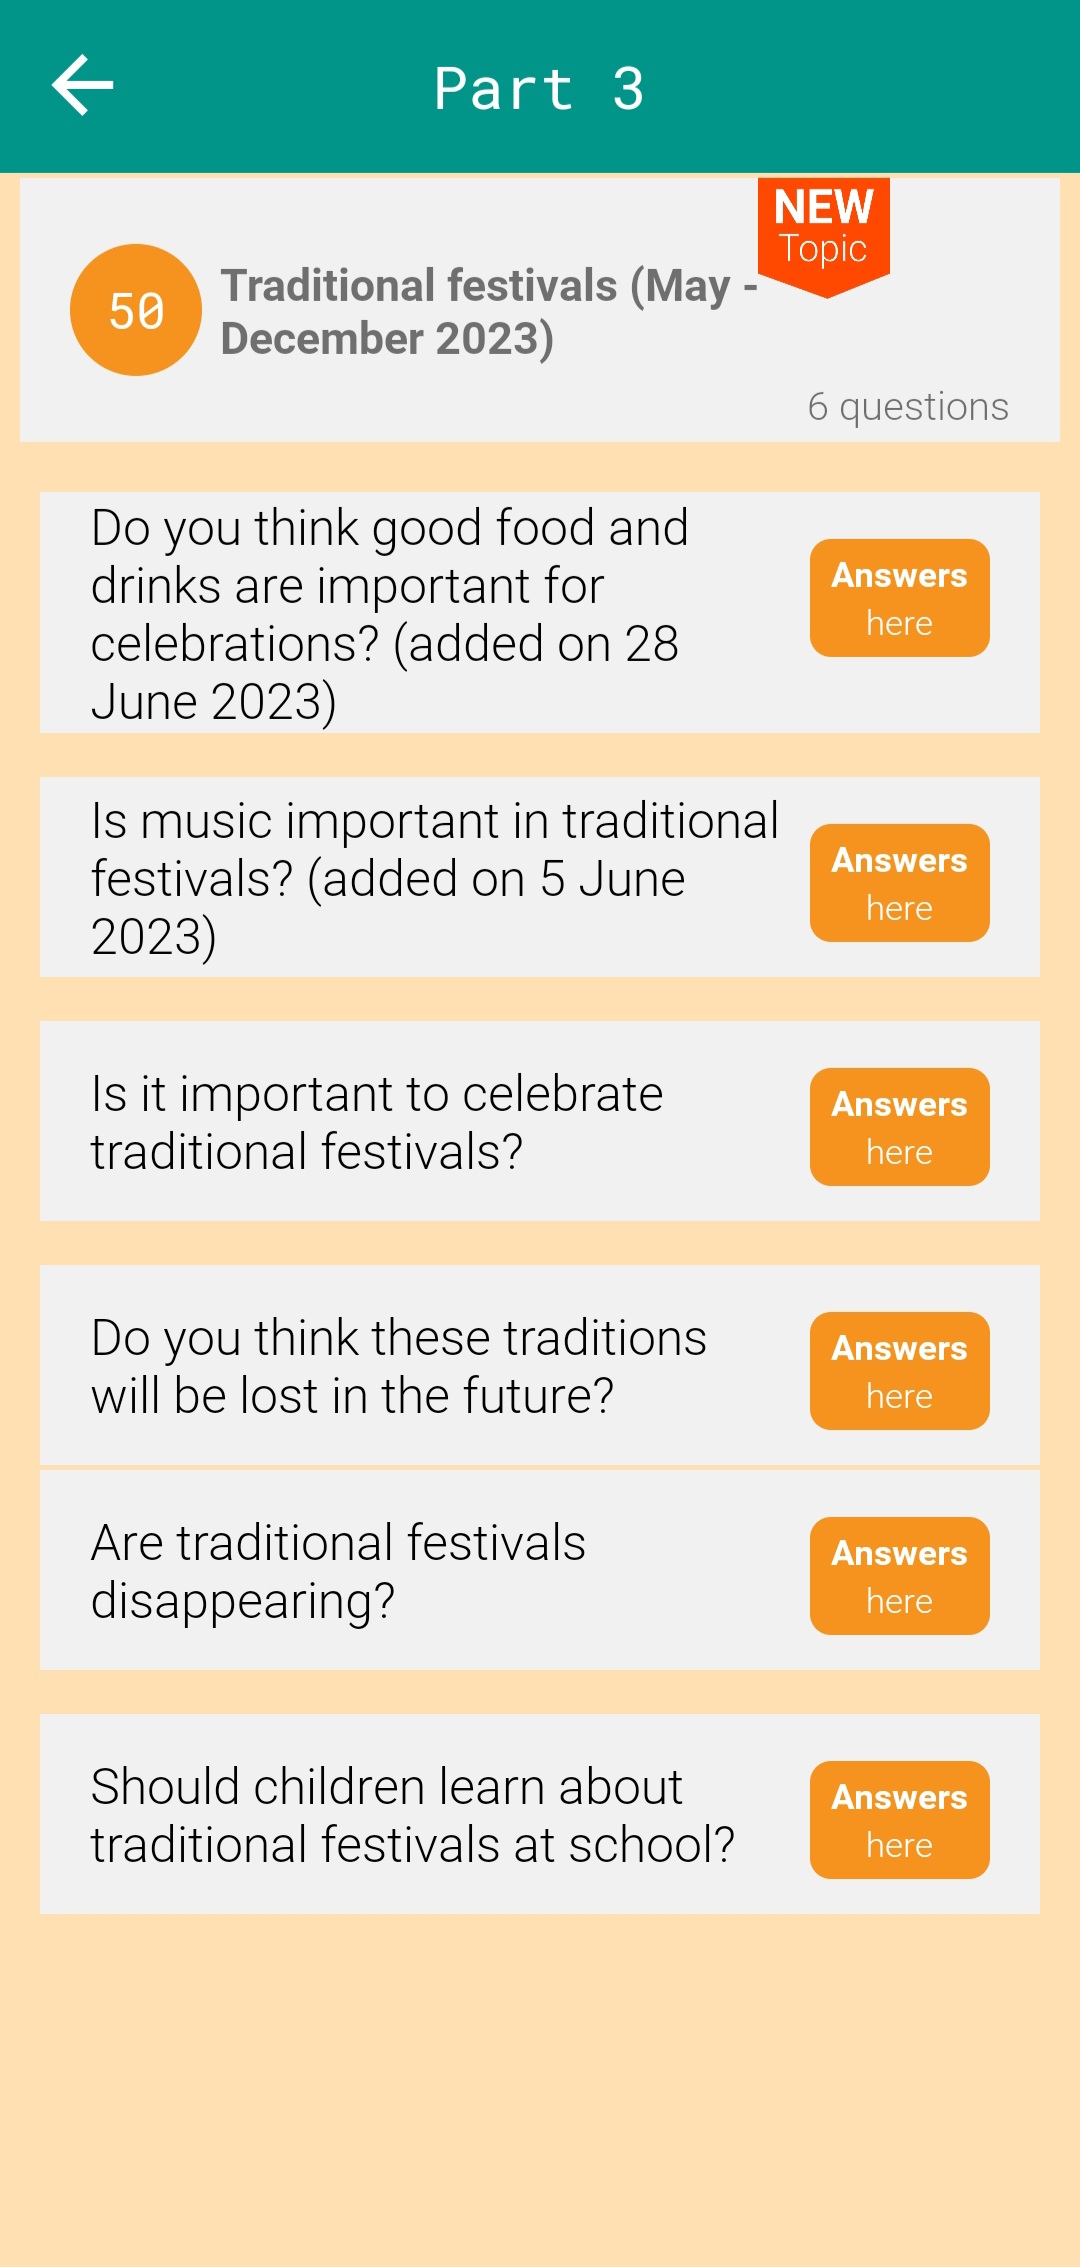 Part 3
NEW
Topic
50
Traditional festivals (May -
December 2023)
6 questions
Do you think good food and
drinks are important for
celebrations? (added on 28
June 2023)
Answers
here
Is music important in traditional
festivals? (added on 5 June
2023)
Answers
here
Is it important to celebrate
traditional festivals?
Answers
here
Do you think these traditions
will be lost in the future?
Answers
here
Are traditional festivals
disappearing?
Answers
here
Should children learn about
traditional festivals at school?
Answers
here